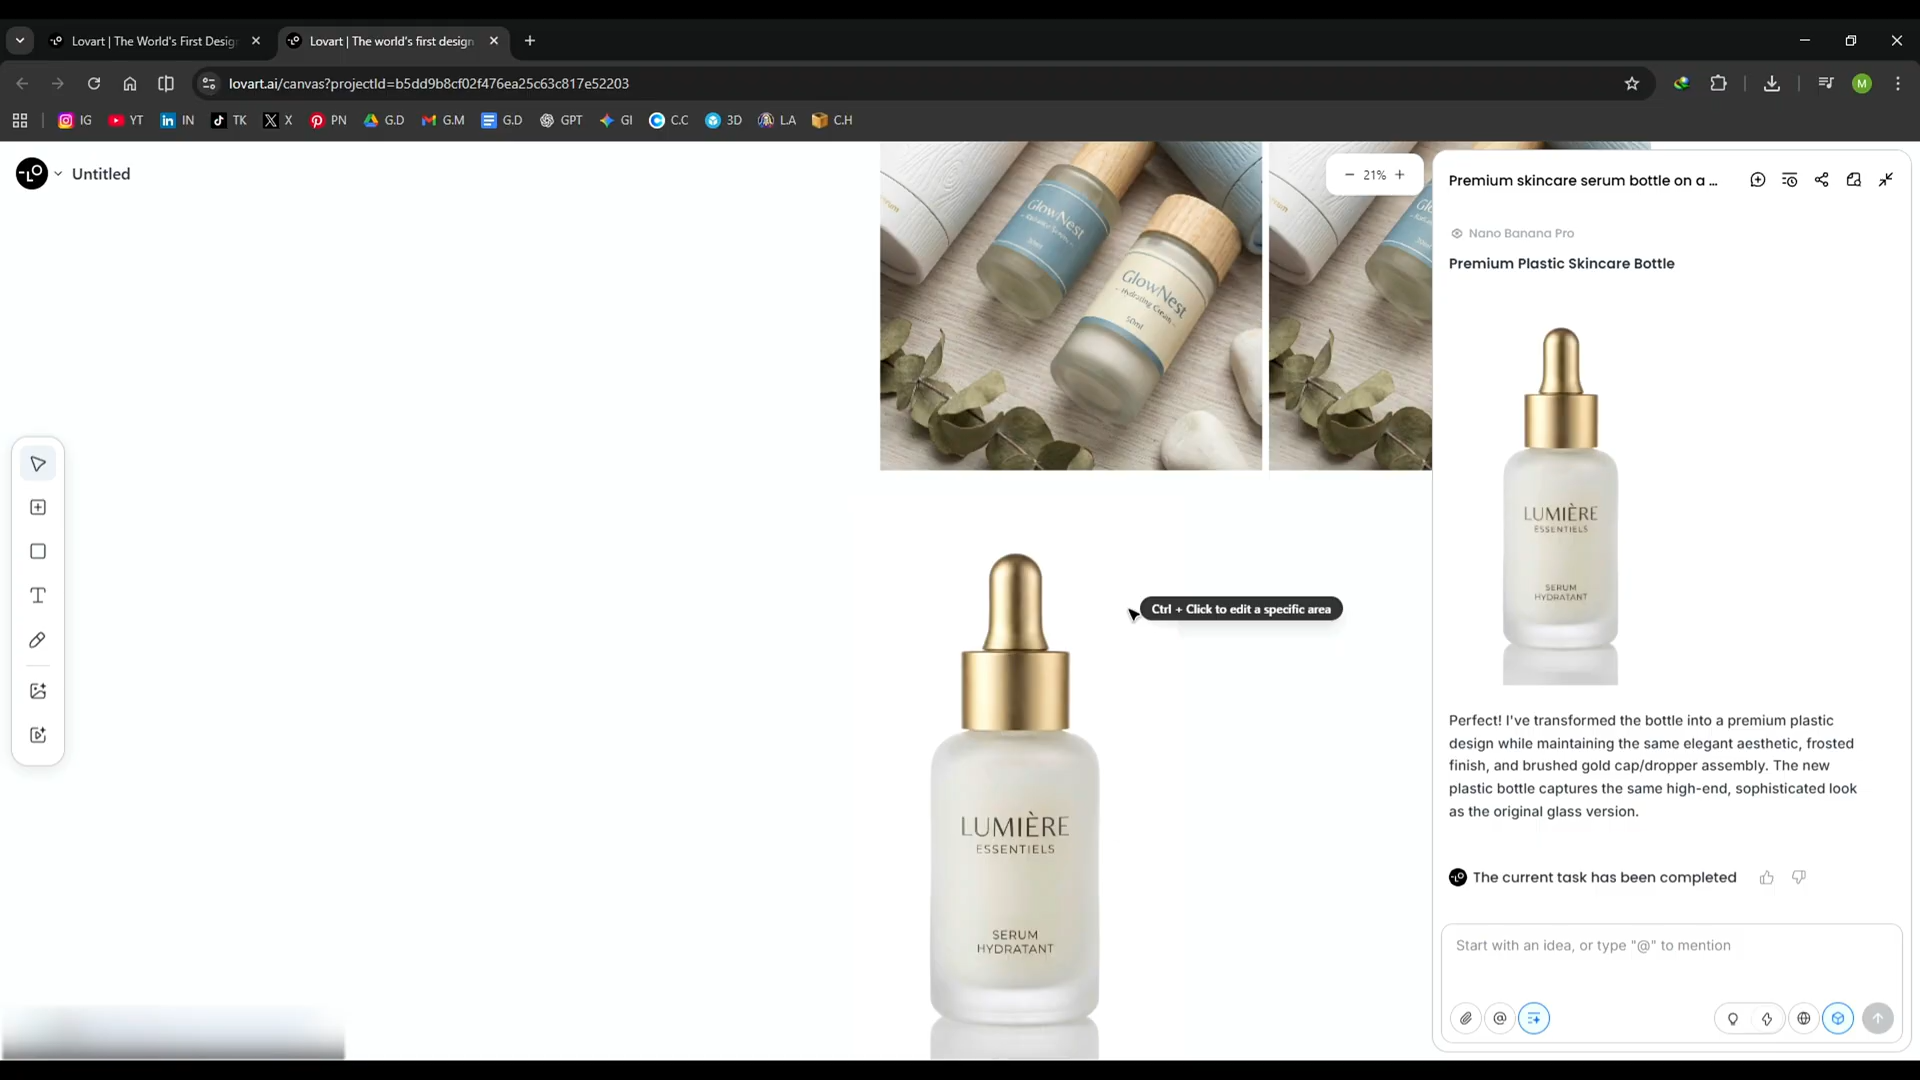 Lovart | The World's First Desig
Lovart | The world's first design
lovart.ai/canvas?projectId=b5dd9b8cf02f476ea25c63c817e52203
M
IG
YT
IN
TK
X
PN
G.D
G.M
G.D
GPT
GI
C.C
3D
L.A
C.H
Untitled
21%
GlowNest
50ml
GlowNest
- Hydrating Cream -
50ml
Ctrl + Click to edit a specific area
LUMIÈRE
ESSENTIELS
SERUM
HYDRATANT
Premium skincare serum bottle on a ...
Nano Banana Pro
Premium Plastic Skincare Bottle
LUMIÈRE
ESSENTIELS
SERUM
HYDRATANT
Perfect! I've transformed the bottle into a premium plastic
design while maintaining the same elegant aesthetic, frosted
finish, and brushed gold cap/dropper assembly. The new
plastic bottle captures the same high-end, sophisticated look
as the original glass version.
The current task has been completed
Start with an idea, or type "@" to mention